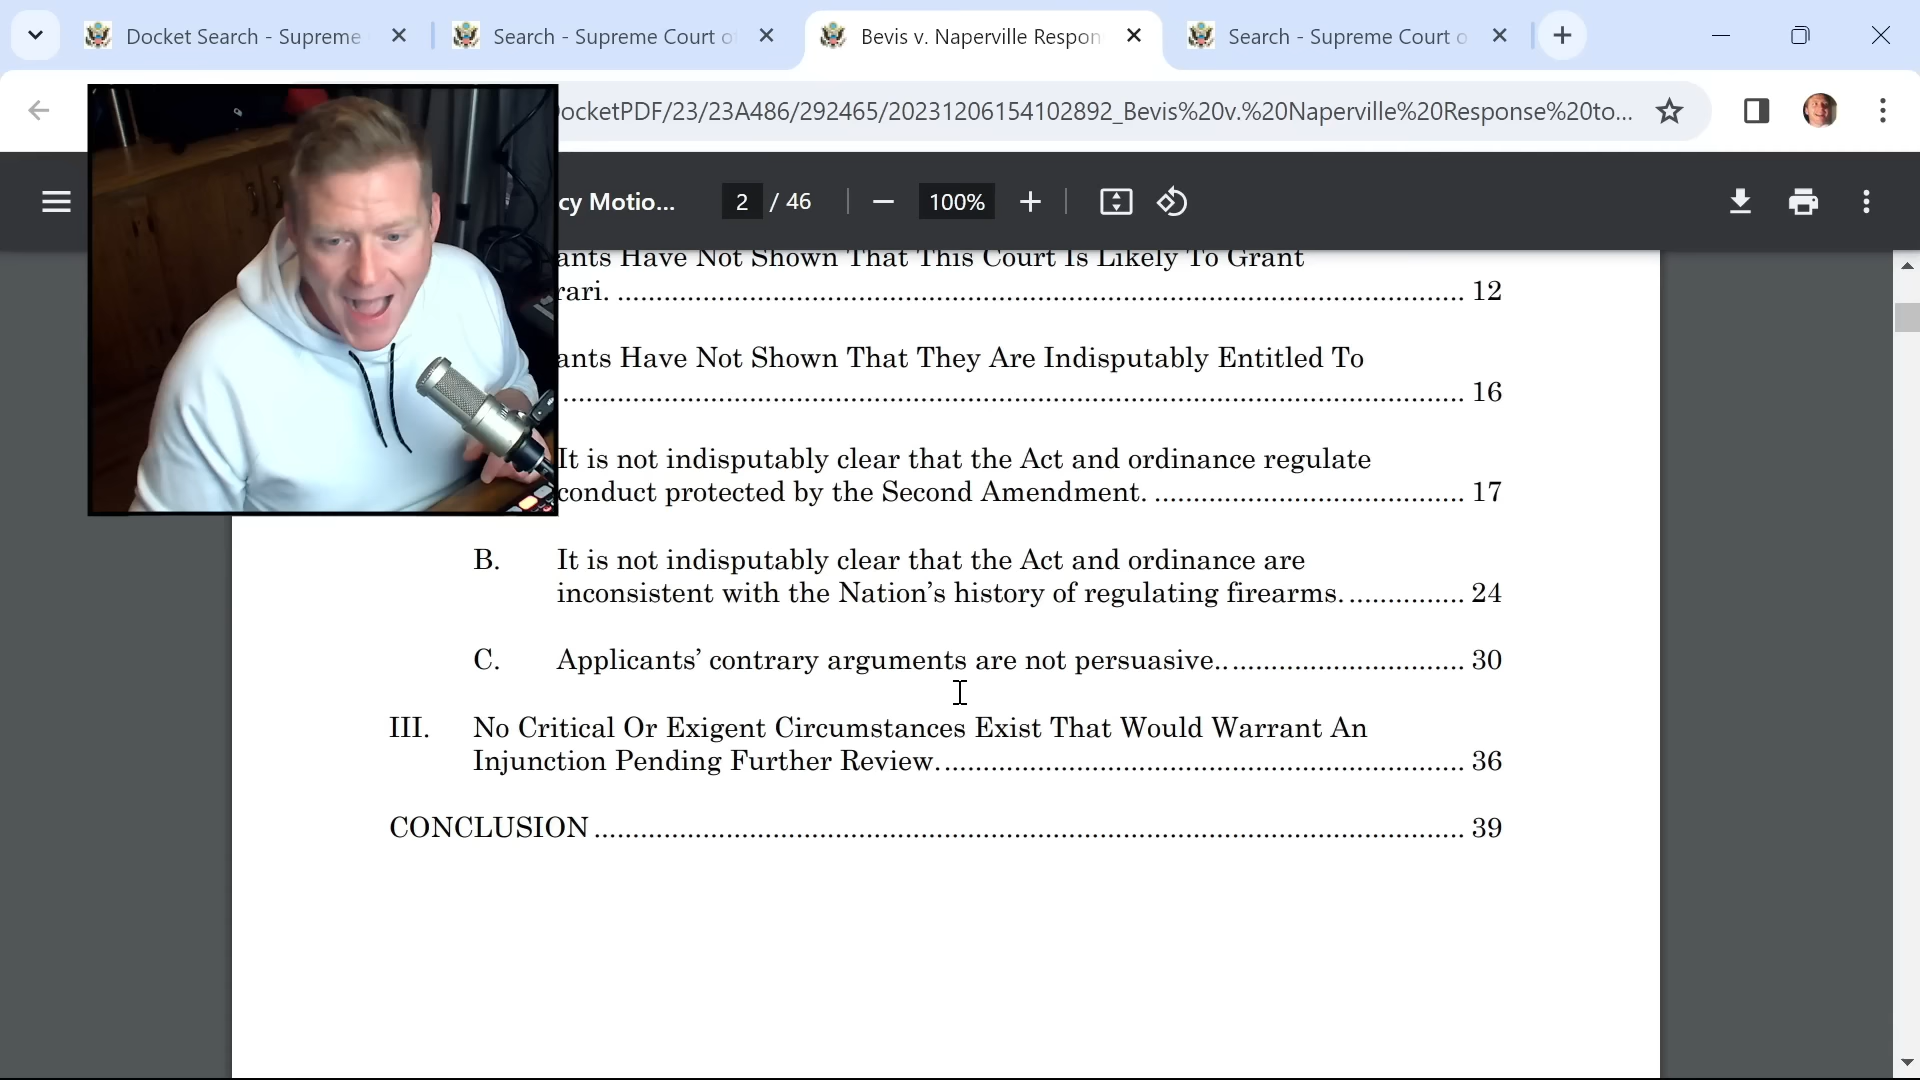 Docket Search - Supreme
Search - Supreme Court o
Bevis v. Naperville Respon
Search - Supreme Court o
ocketPDF/23/23A486/292465/20231206154102892_Bevis%20v.%20Naperville%20Response%20to...
cy Motio...
2 / 46
100%
ants Have Not Shown That This Court Is Likely To Grant
rari. 12
ants Have Not Shown That They Are Indisputably Entitled To
16
It is not indisputably clear that the Act and ordinance regulate
conduct protected by the Second Amendment. 17
B. It is not indisputably clear that the Act and ordinance are
inconsistent with the Nation’s history of regulating firearms. 24
C. Applicants’ contrary arguments are not persuasive.. 30
III. No Critical Or Exigent Circumstances Exist That Would Warrant An
Injunction Pending Further Review. 36
CONCLUSION 39